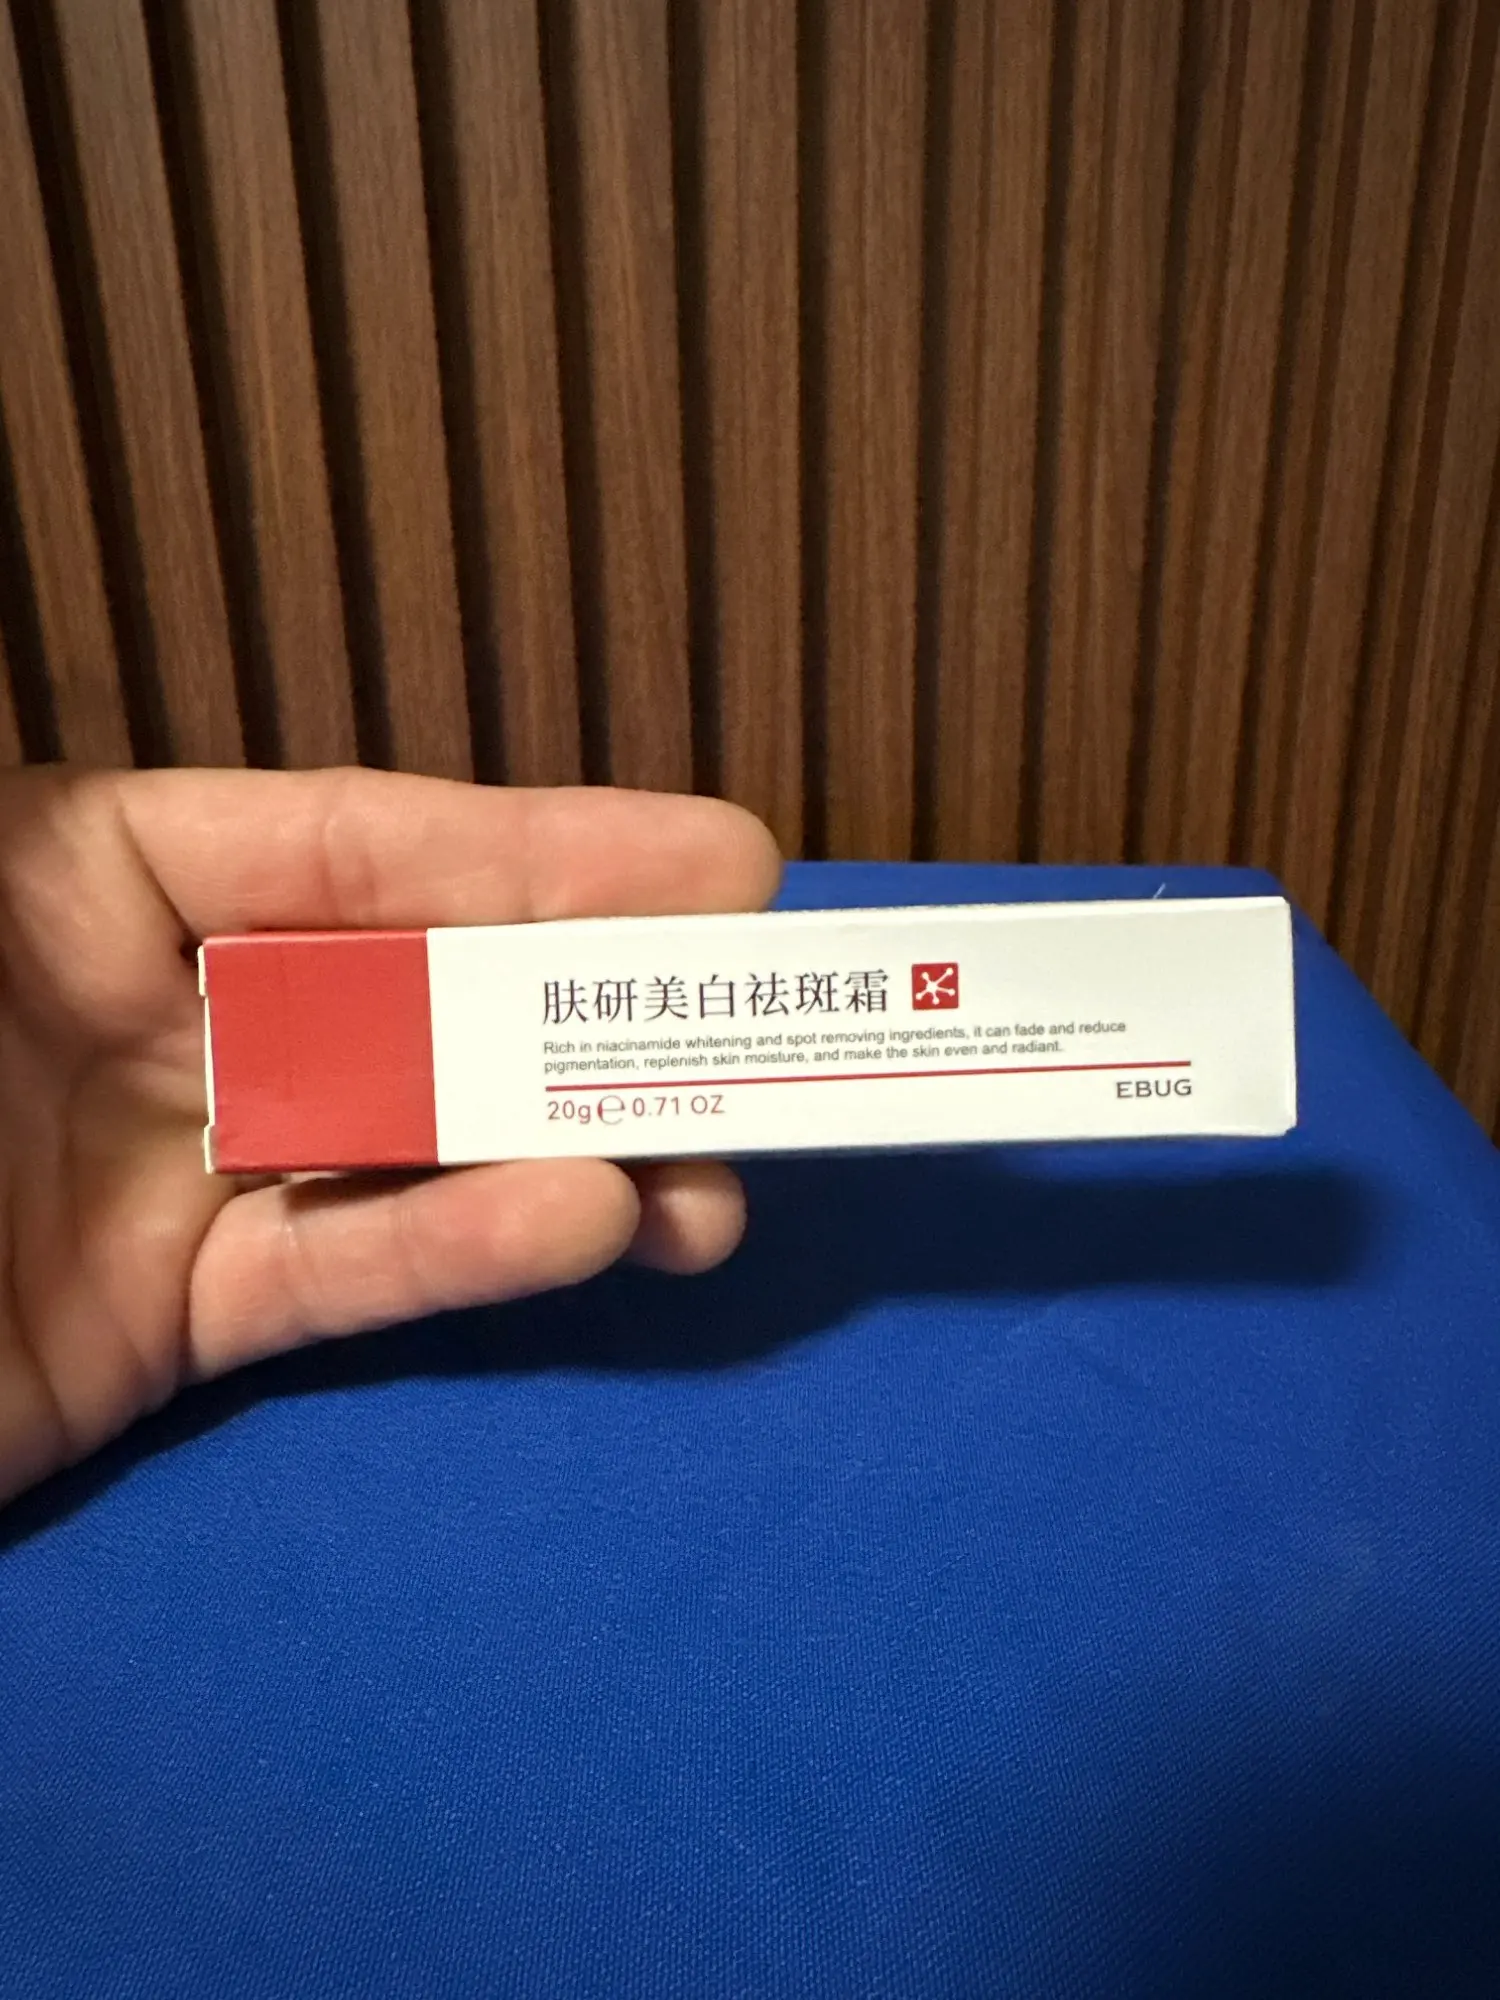 肤研美白祛斑霜
Rich in niacinamide whitening and spot removing ingredients, it can fade and reduce
pigmentation, replenish skin moisture, and make the skin even and radiant.
20g℮0.71 OZ
EBUG